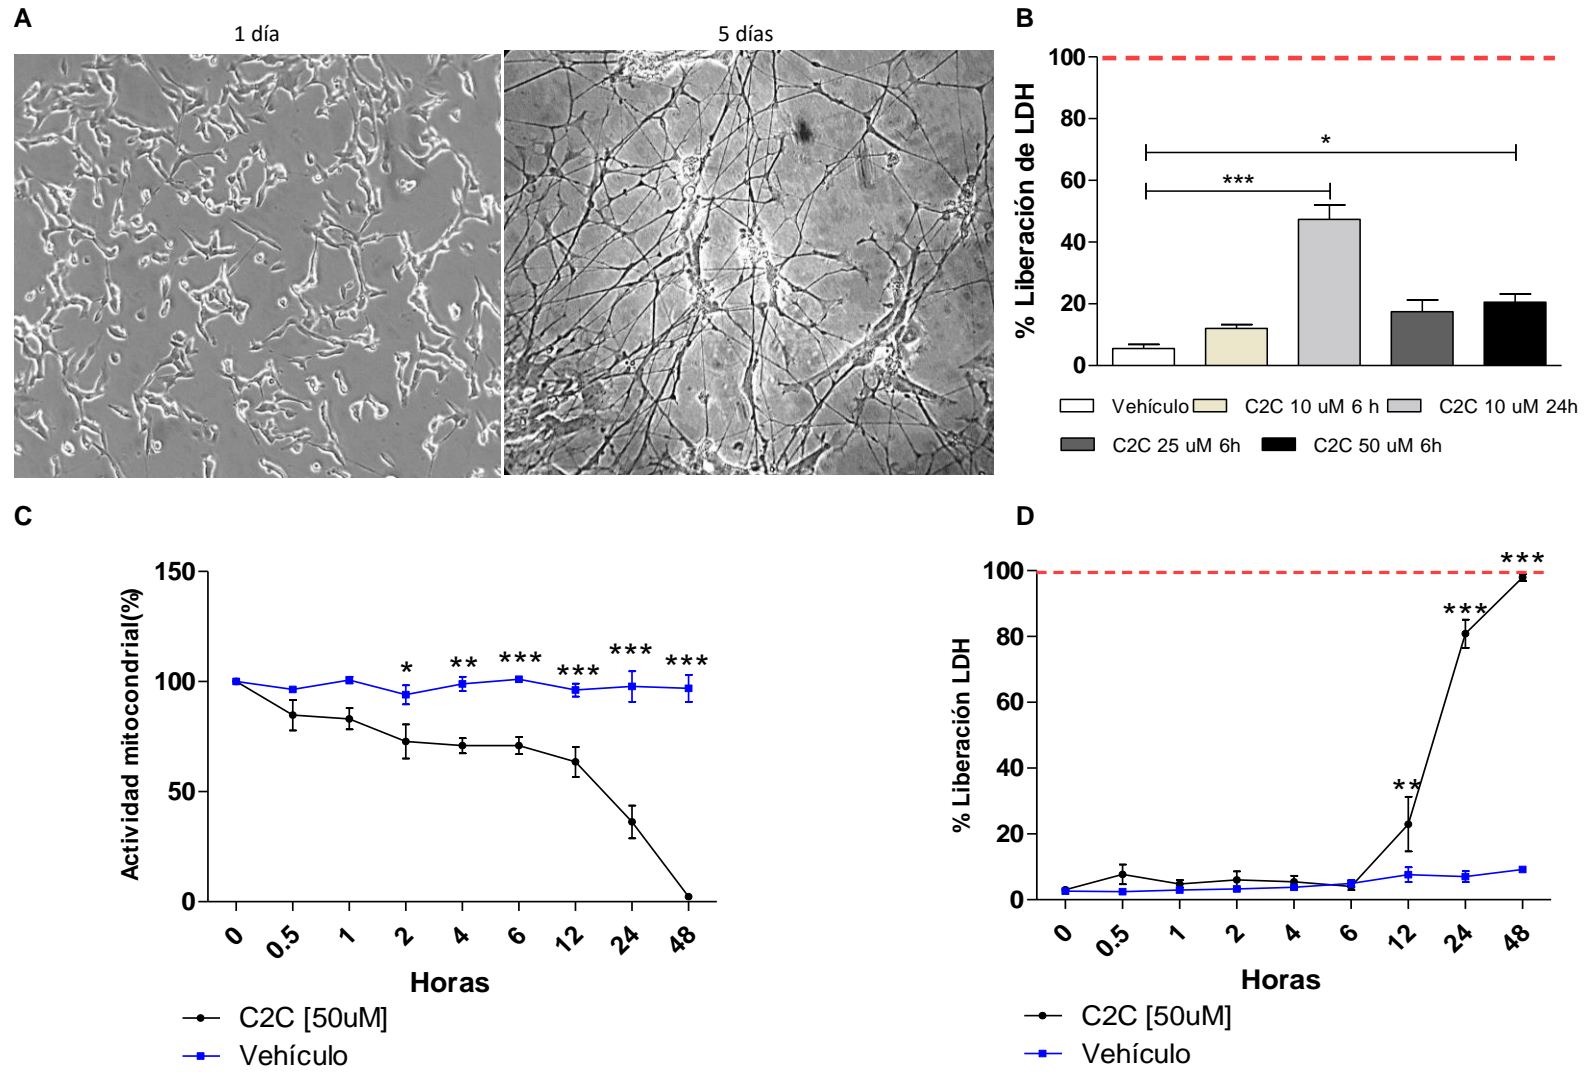 A
1 día
5 días
B
% Liberación de LDH
100
80
60
40
20
0
*
***
Vehículo
C2C 10 uM 6 h
C2C 10 uM 24h
C2C 25 uM 6h
C2C 50 uM 6h
C
Actividad mitocondrial(%)
150
100
50
0
* ** *** *** *** ***
0 0.5 1 2 4 6 12 24 48
Horas
C2C [50uM]
Vehículo
D
% Liberación LDH
100
80
60
40
20
0
** *** ***
0 0.5 1 2 4 6 12 24 48
Horas
C2C [50uM]
Vehículo